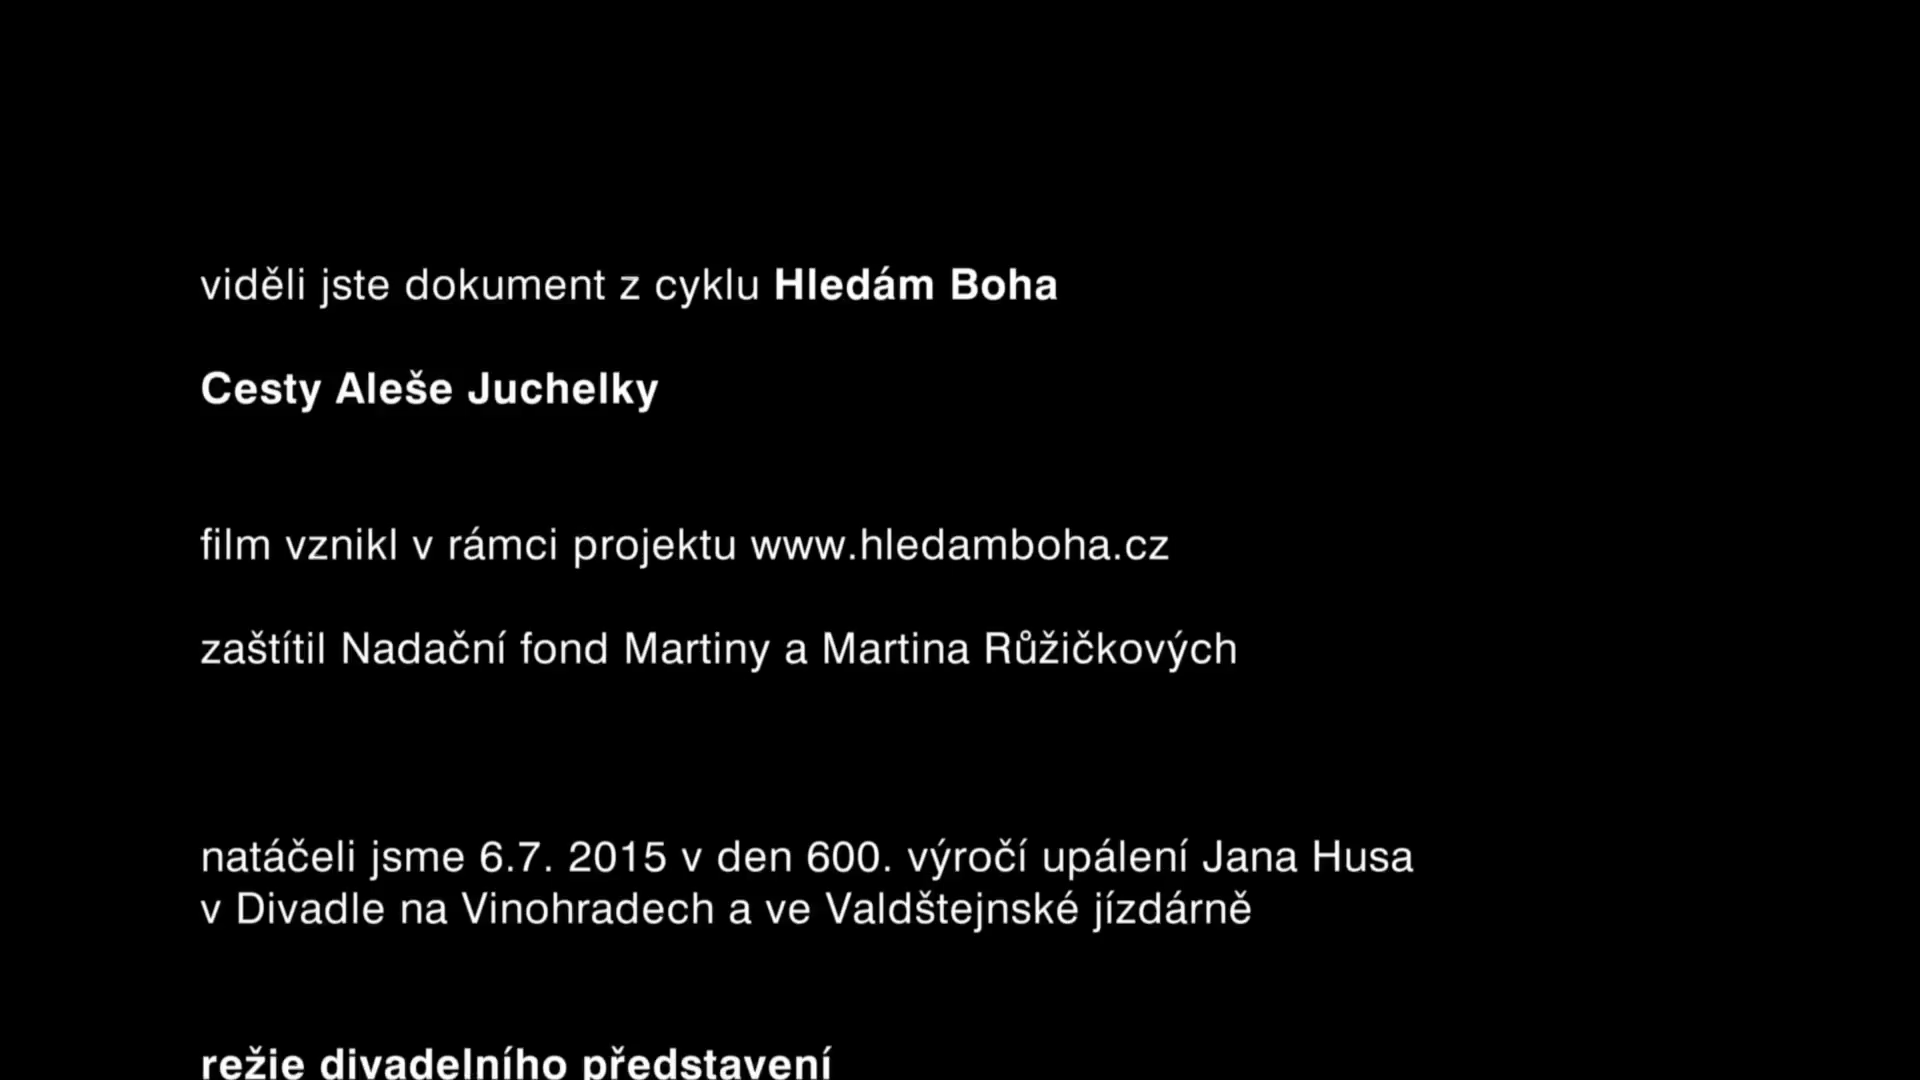 viděli jste dokument z cyklu Hledám Boha
Cesty Aleše Juchelky
film vznikl v rámci projektu www.hledamboha.cz
zaštítil Nadační fond Martiny a Martina Růžičkových
natáčeli jsme 6.7. 2015 v den 600. výročí upálení Jana Husa
v Divadle na Vinohradech a ve Valdštejnské jízdárně
režie divadelního představení